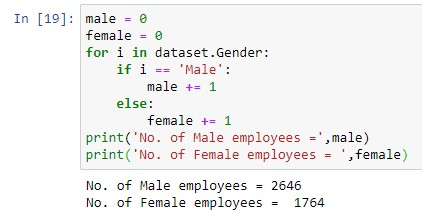 In [19]: male = 0
female = 0
for i in dataset.Gender:
    if i == 'Male':
        male += 1
    else:
        female += 1
print('No. of Male employees =',male)
print('No. of Female employees = ',female)
No. of Male employees = 2646
No. of Female employees =  1764